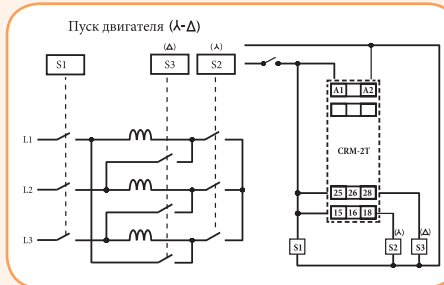 Пуск двигателя (⅄-Δ)
(Δ) (⅄)
S1 S3 S2
A1 A2
CRM-2T
L1
L2
L3
25 26 28
15 16 18
(⅄) (Δ)
S1 S2 S3